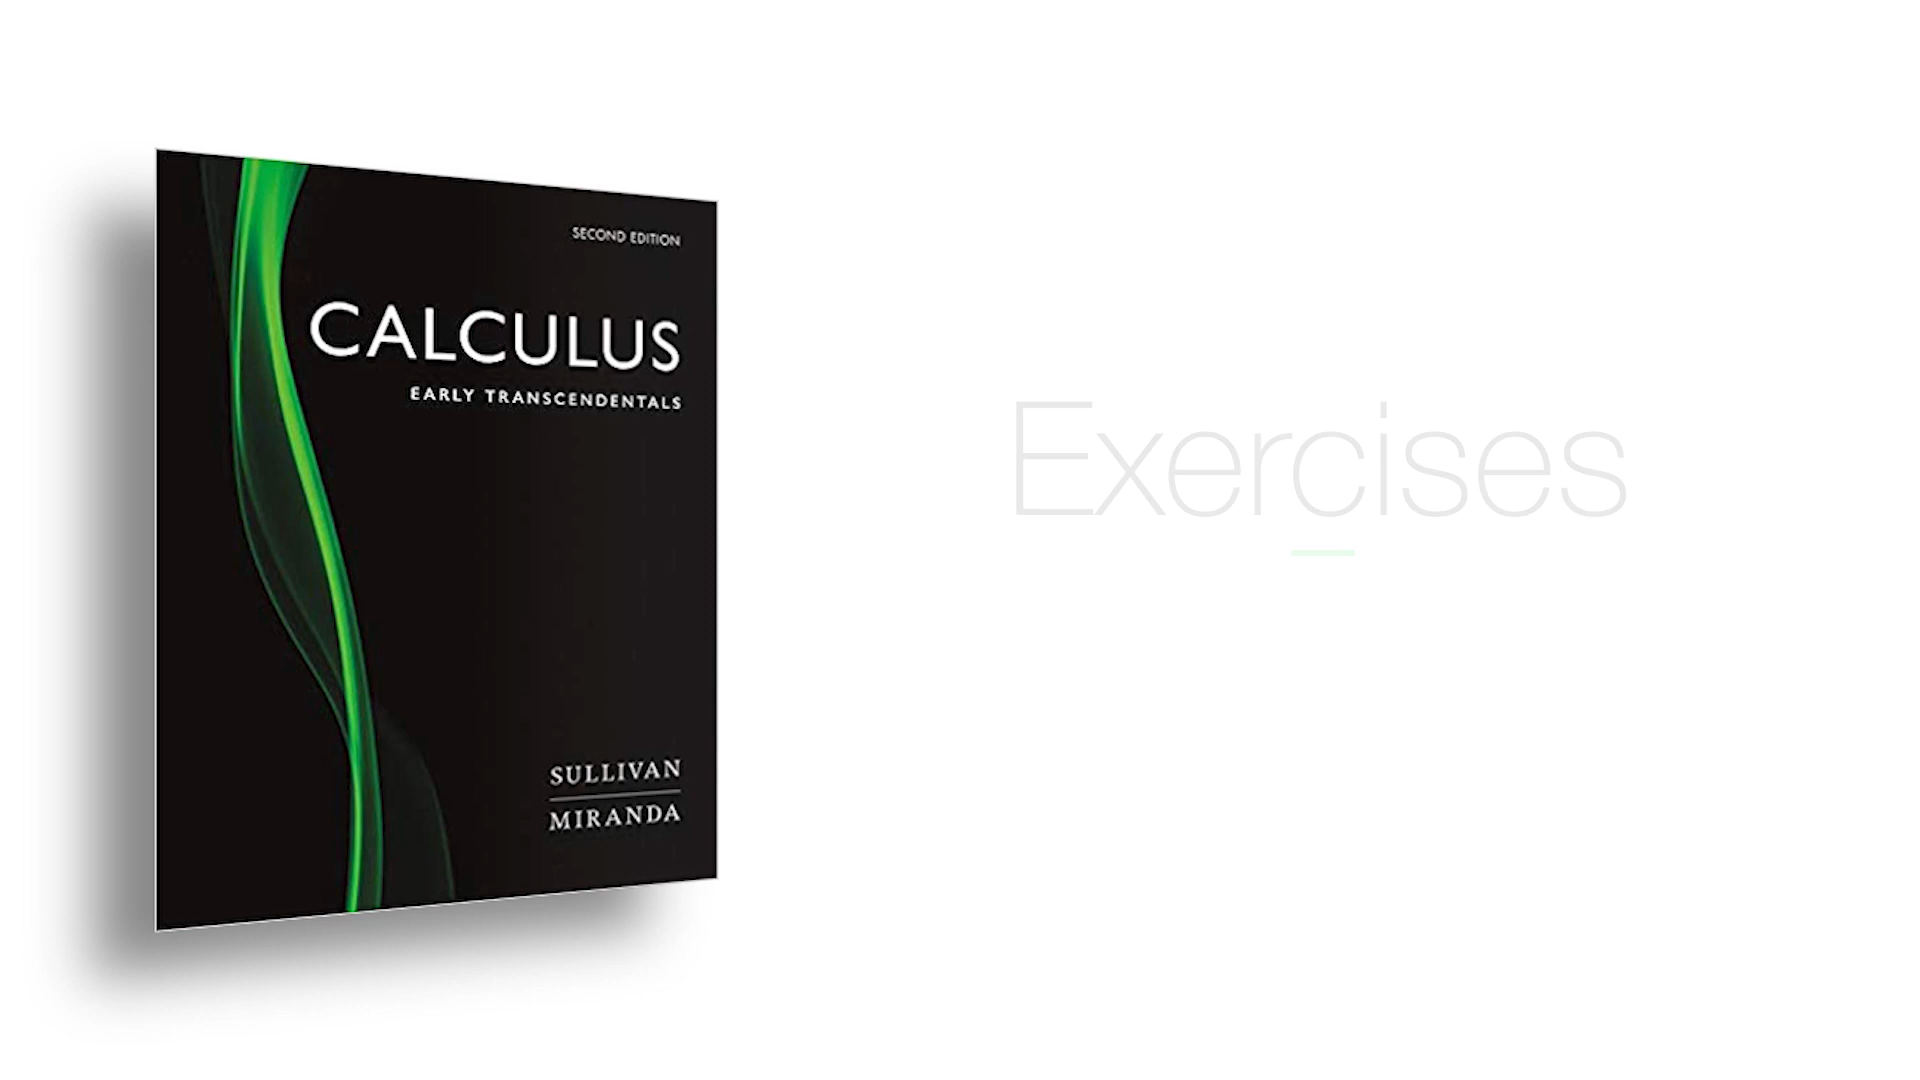 SECOND EDITION
CALCULUS
EARLY TRANSCENDENTALS
SULLIVAN
MIRANDA
Exercises